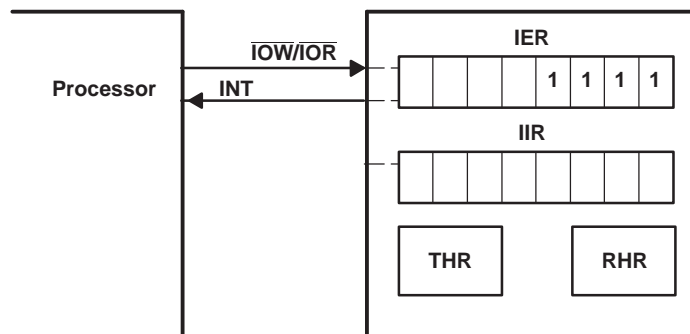 IER
IOW/IOR
Processor
INT
1 1 1 1
IIR
THR
RHR